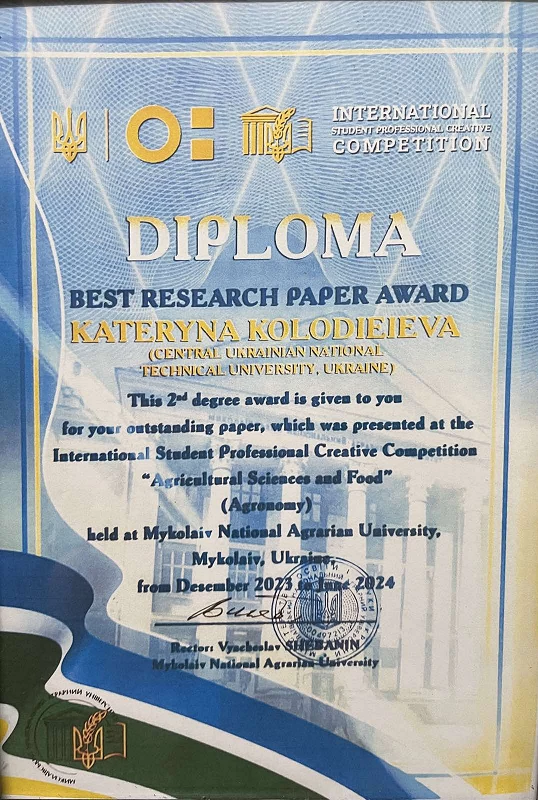 INTERNATIONAL
STUDENT PROFESSIONAL CREATIVE
COMPETITION
DIPLOMA
BEST RESEARCH PAPER AWARD
KATERYNA KOLODIEIEVA
(CENTRAL UKRAINIAN NATIONAL
TECHNICAL UNIVERSITY, UKRAINE)
This 2nd degree award is given to you
for your outstanding paper, which was presented at the
International Student Professional Creative Competition
“Agricultural Sciences and Food”
(Agronomy)
held at Mykolaiv National Agrarian University,
Mykolaiv, Ukraine
from Desember 2023 to June 2024
Rector: Vyacheslav SHEBANIN
Mykolaiv National Agrarian University